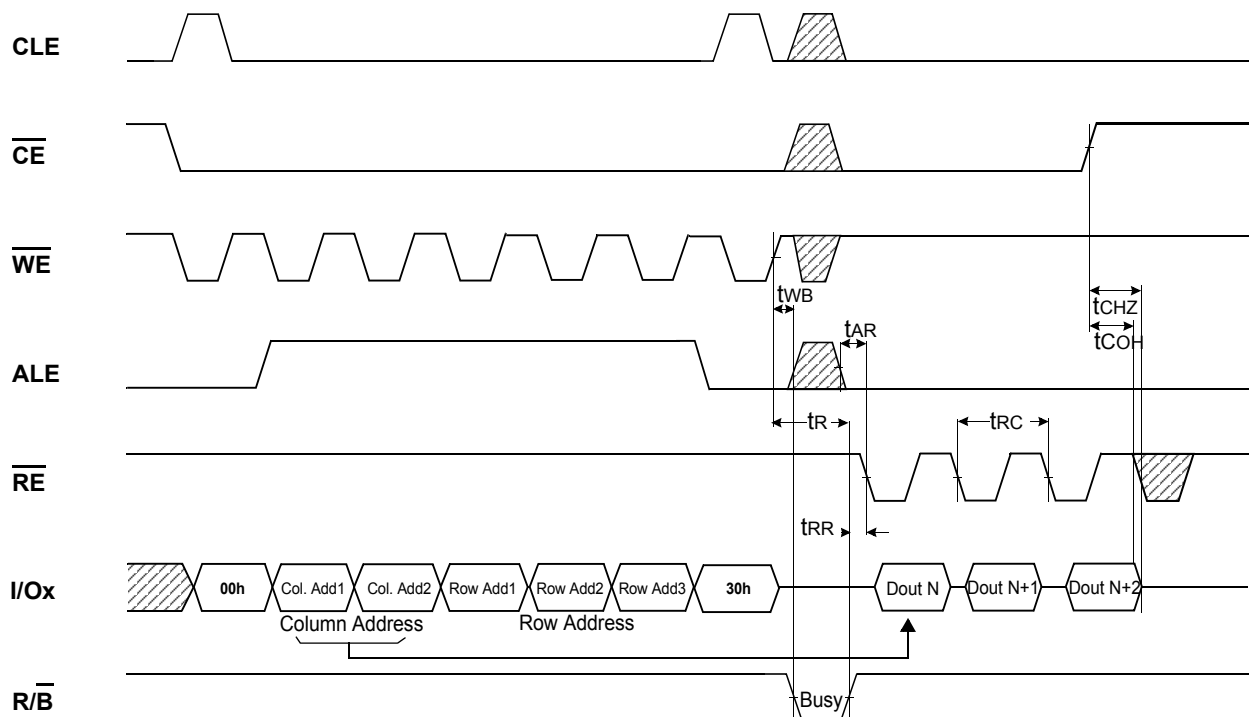 CLE
CE
WE
tWB
tCHZ
tAR
tCOH
ALE
tR
tRC
RE
tRR
I/Ox
00h
Col. Add1
Col. Add2
Row Add1
Row Add2
Row Add3
30h
Dout N
Dout N+1
Dout N+2
Column Address
Row Address
R/B
Busy